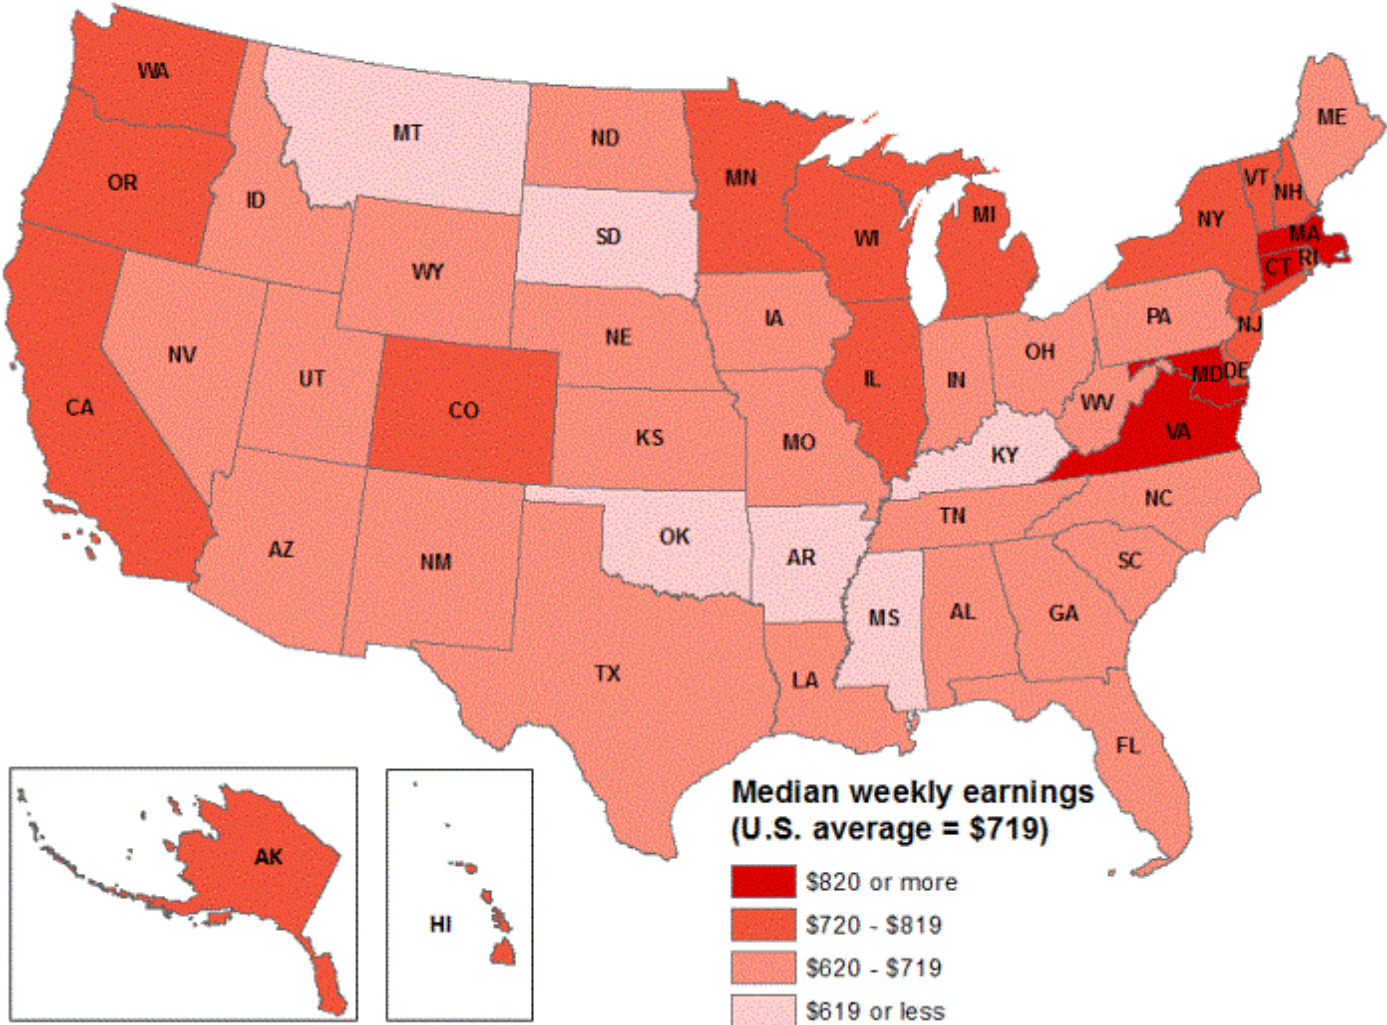 WA
MT
ND
MN
ME
OR
ID
SD
WI
MI
NY
VT
NH
MA
CT
RI
WY
NV
UT
NE
IA
PA
NJ
CA
CO
KS
MO
IL
IN
OH
MD
DE
WV
VA
KY
AZ
NM
OK
AR
TN
NC
SC
TX
LA
MS
AL
GA
FL
AK
HI
Median weekly earnings
(U.S. average = $719)
$820 or more
$720 - $819
$620 - $719
$619 or less